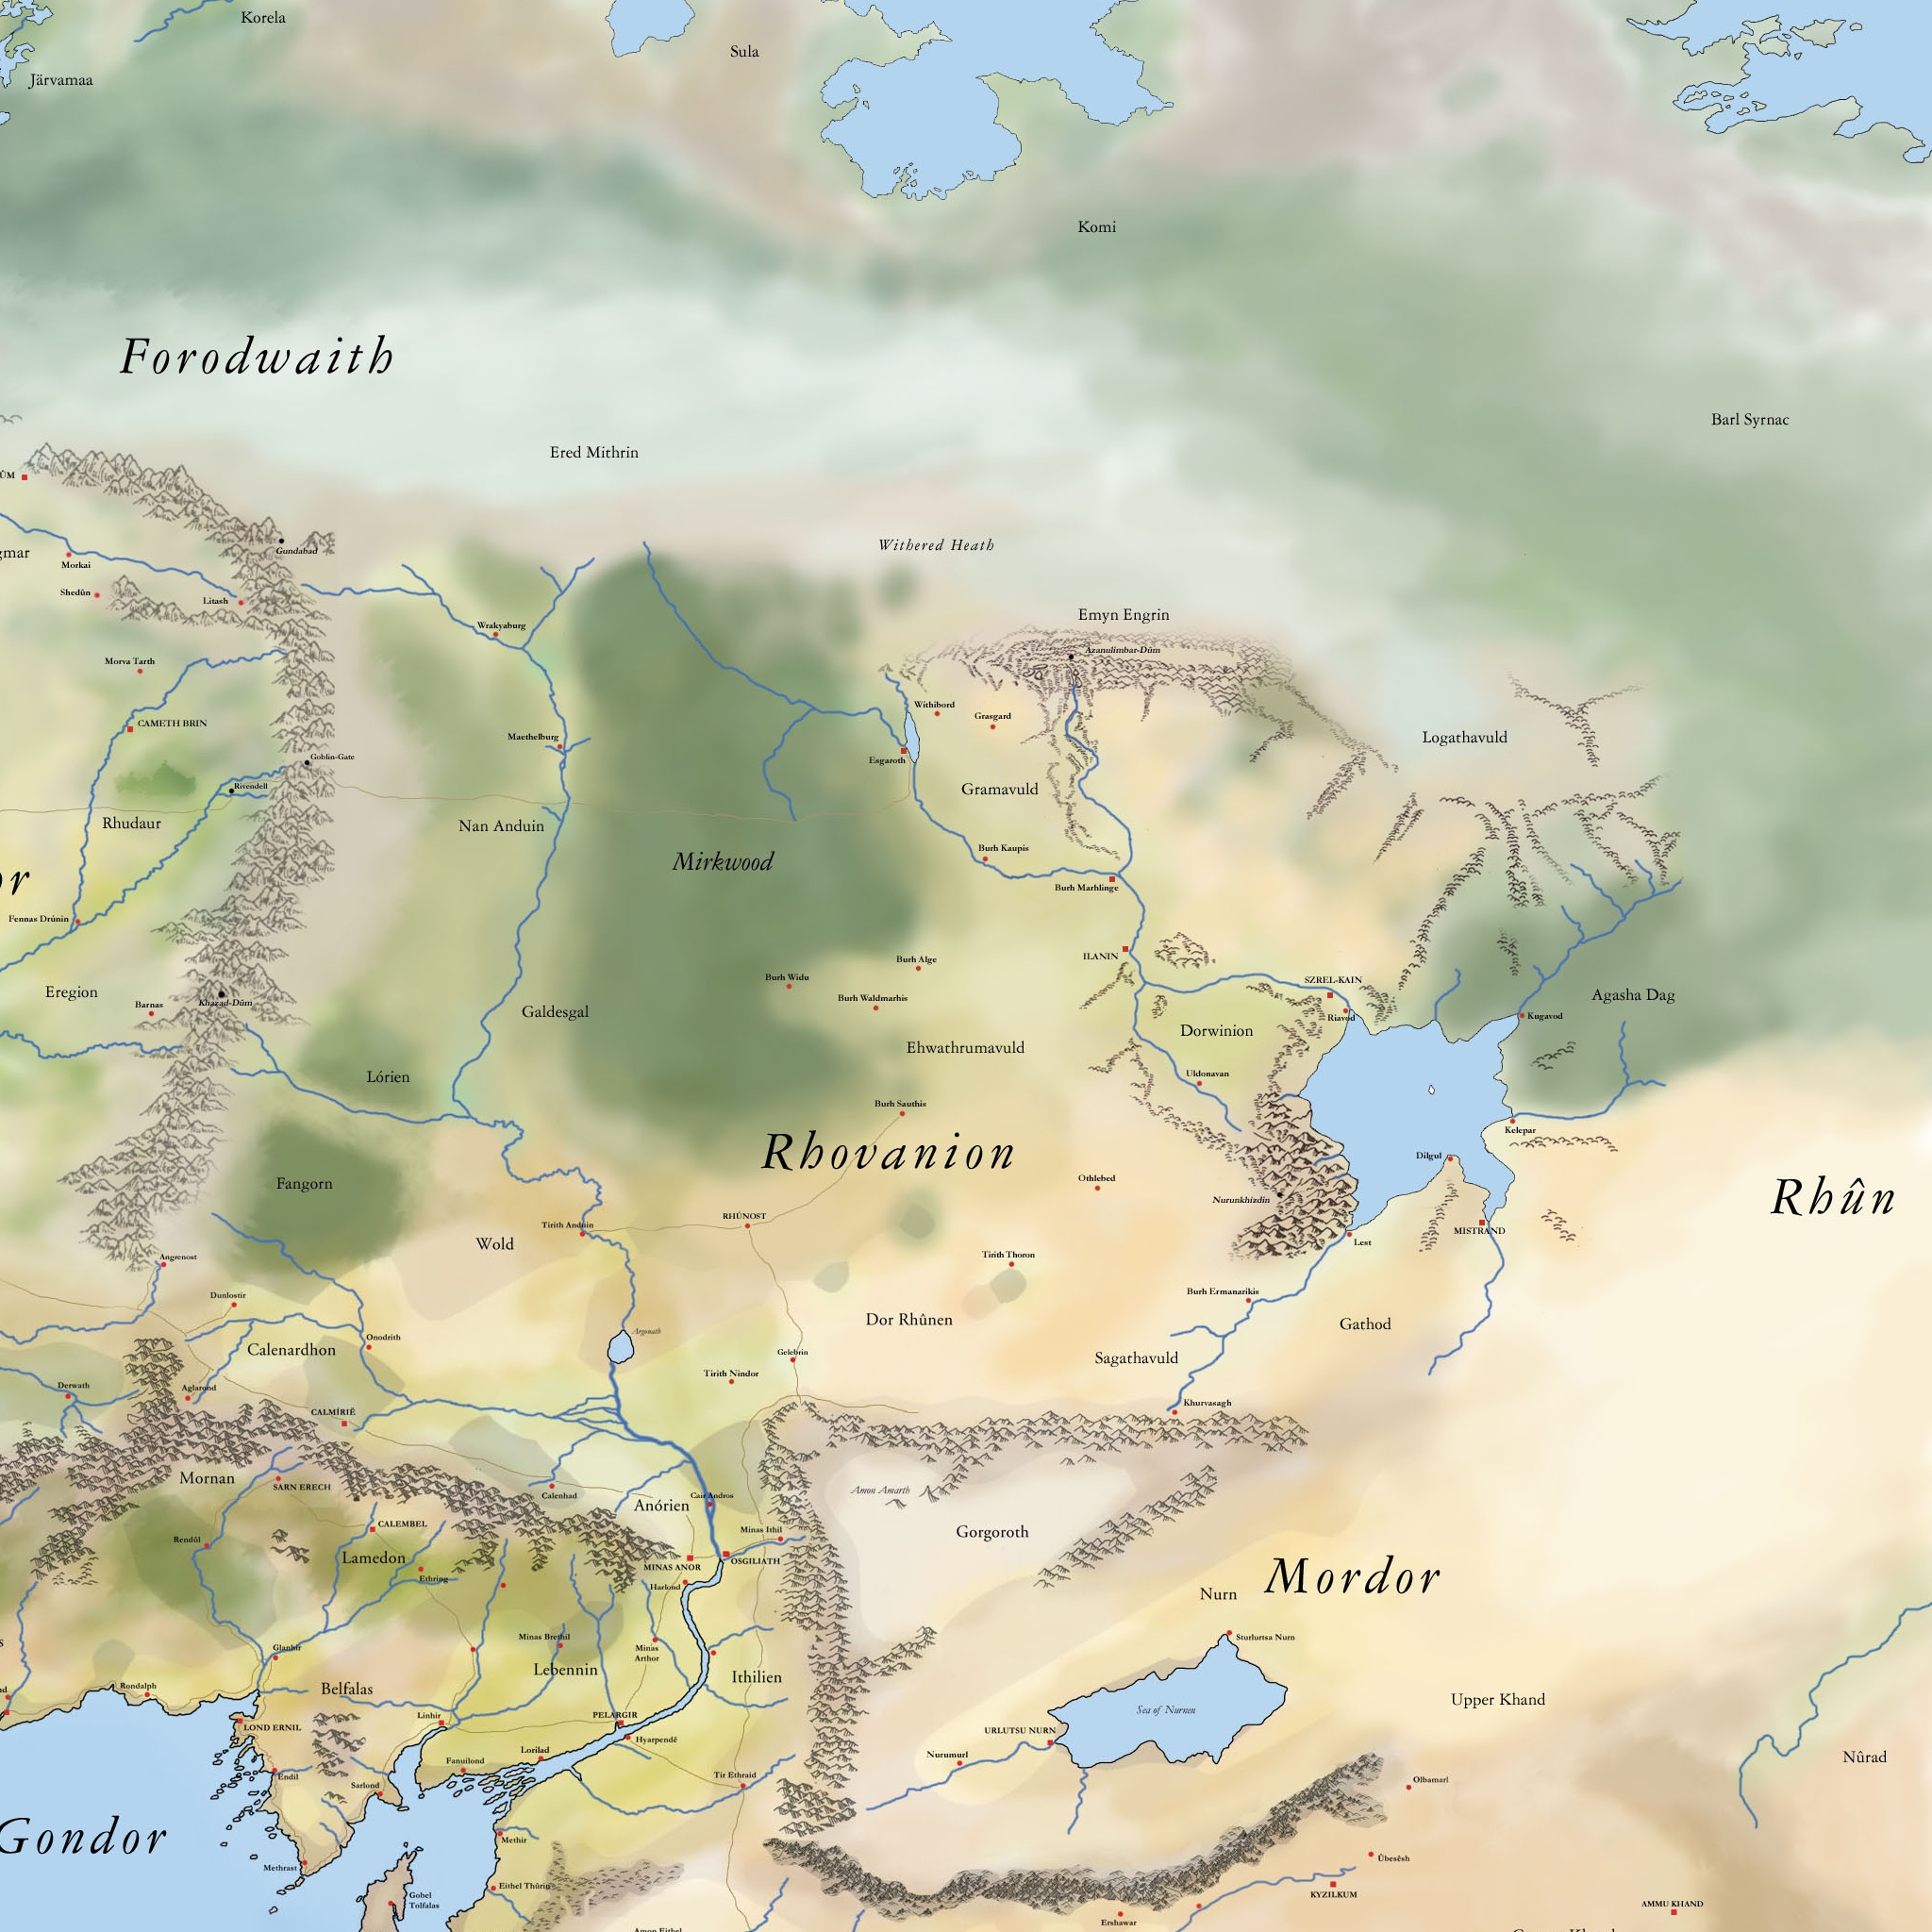 Korela
Sula
Järvamaa
Komi
Forodwaith
Barl Syrnac
Ered Mithrin
ÛM
Gundabad
Withered Heath
gmar
Morkai
Shedûn
Litash
Emyn Engrin
Wrakyaburg
Azanulimbar-Dûm
Morva Tarth
Withibord
Grasgard
CAMETH BRIN
Maethelburg
Logathavuld
Goblin-Gate
Esgaroth
Rivendell
Gramavuld
Rhudaur
Nan Anduin
Burh Kaupis
Mirkwood
or
Burh Marhlinge
Fennas Drúnin
ILANIN
Burh Alge
Burh Widu
SZREL-KAIN
Eregion
Barnas
Khazad-Dûm
Burh Waldmarhis
Agasha Dag
Galdesgal
Riavod
Kugavod
Dorwinion
Ehwathrumavuld
Lórien
Uldonavan
Burh Sauthis
Kelepar
Rhovanion
Dilgul
Fangorn
Othlebed
Nurunkhizdin
Rhûn
RHÚNOST
Tirith Anduin
MISTRAND
Wold
Lest
Angrenost
Tirith Thoron
Dunlostir
Burh Ermanarikis
Dor Rhûnen
Gathod
Argonath
Onodrith
Calenardhon
Gelebrin
Sagathavuld
Tirith Nindor
Derwath
Aglarond
Khurvasagh
CALMÍRIË
Mornan
SARN ERECH
Amon Amarth
Calenhad
Cair Andros
Anórien
CALEMBEL
Minas Ithil
Gorgoroth
Rendûl
Lamedon
OSGILIATH
MINAS ANOR
Ethring
Harlond
Mordor
Nurn
Minas Brethil
Sturlurtsa Nurn
s
Glanhir
Minas
Arthor
Lebennin
Ithilien
nd
Rondalph
Belfalas
Upper Khand
Sea of Nurnen
Linhir
PELARGIR
LOND ERNIL
URLUTSU NURN
Hyarpendë
Lorilad
Nurumurl
Nûrad
Fanuilond
Endil
Sarlond
Tir Ethraid
Olbamarl
Gondor
Methir
Ûbesêsh
Methrast
Eithel Thûrin
Gobel
Tolfalas
KYZILKUM
AMMU KHAND
Ershawar
Amon Eithel